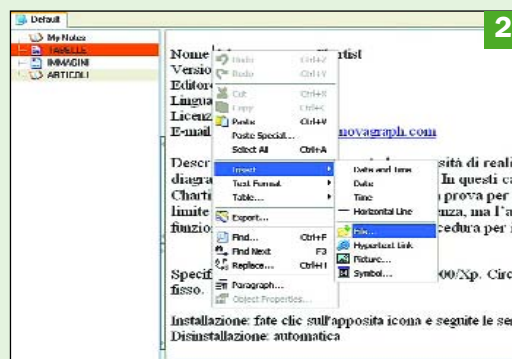 Default
2
My Notes
TABELLE
IMMAGINI
ARTICOLI
Nome
Versio
Editor
Lingua
Licenz
E-mail
novagraph.com
Undo Ctrl+Z
Redo Ctrl+Y
Cut Ctrl+X
Copy Ctrl+C
Paste Ctrl+V
Paste Special...
Select All Ctrl+A
Insert
Text Format
Table...
Export...
Find... Ctrl+F
Find Next F3
Replace... Ctrl+H
Paragraph...
Object Properties...
Date and time
Date
Time
Horizontal Line
File...
Hypertext Link
Picture...
Symbol...
Descr
sità di reali
diagra
In questi ca
Charti
prova per
limite
nza, ma l'a
funzio
cedura per i
Specif
00/Xp. Circ
fisso.
Installazione: fate clic sull'apposita icona e seguite le se
Disinstallazione: automatica